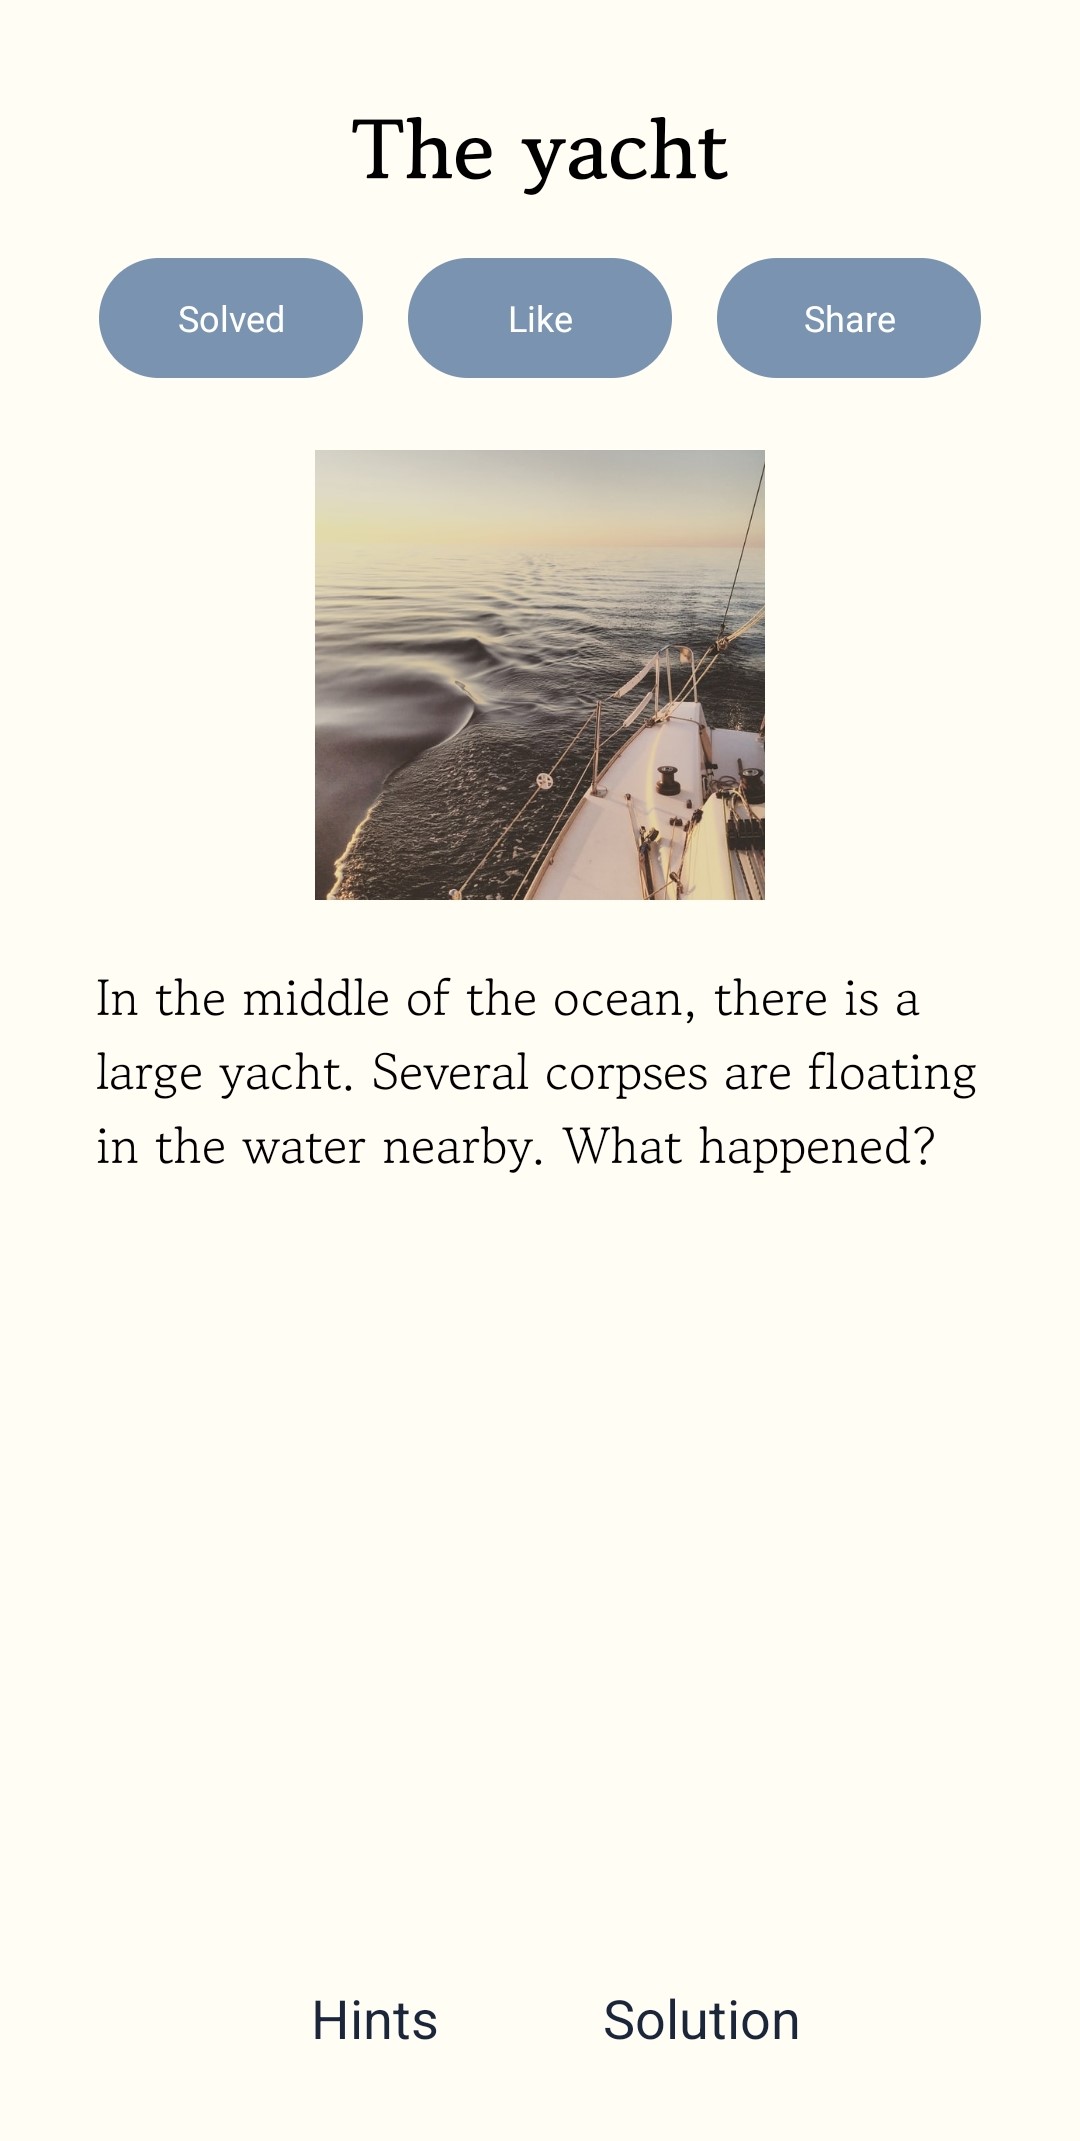 The yacht
Solved Like Share
In the middle of the ocean, there is a
large yacht. Several corpses are floating
in the water nearby. What happened?
Hints Solution